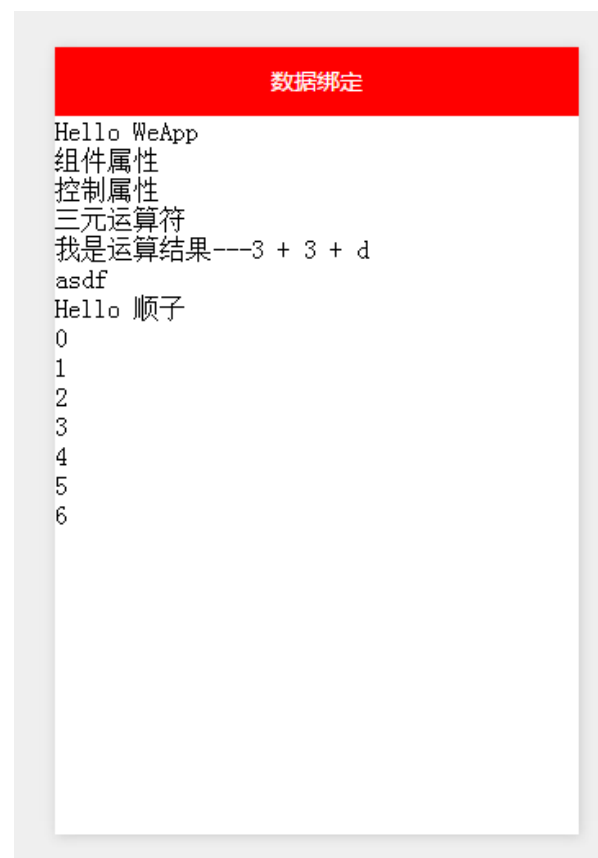 数据绑定
Hello WeApp
组件属性
控制属性
三元运算符
我是运算结果---3 + 3 + d
asdf
Hello 顺子
0
1
2
3
4
5
6